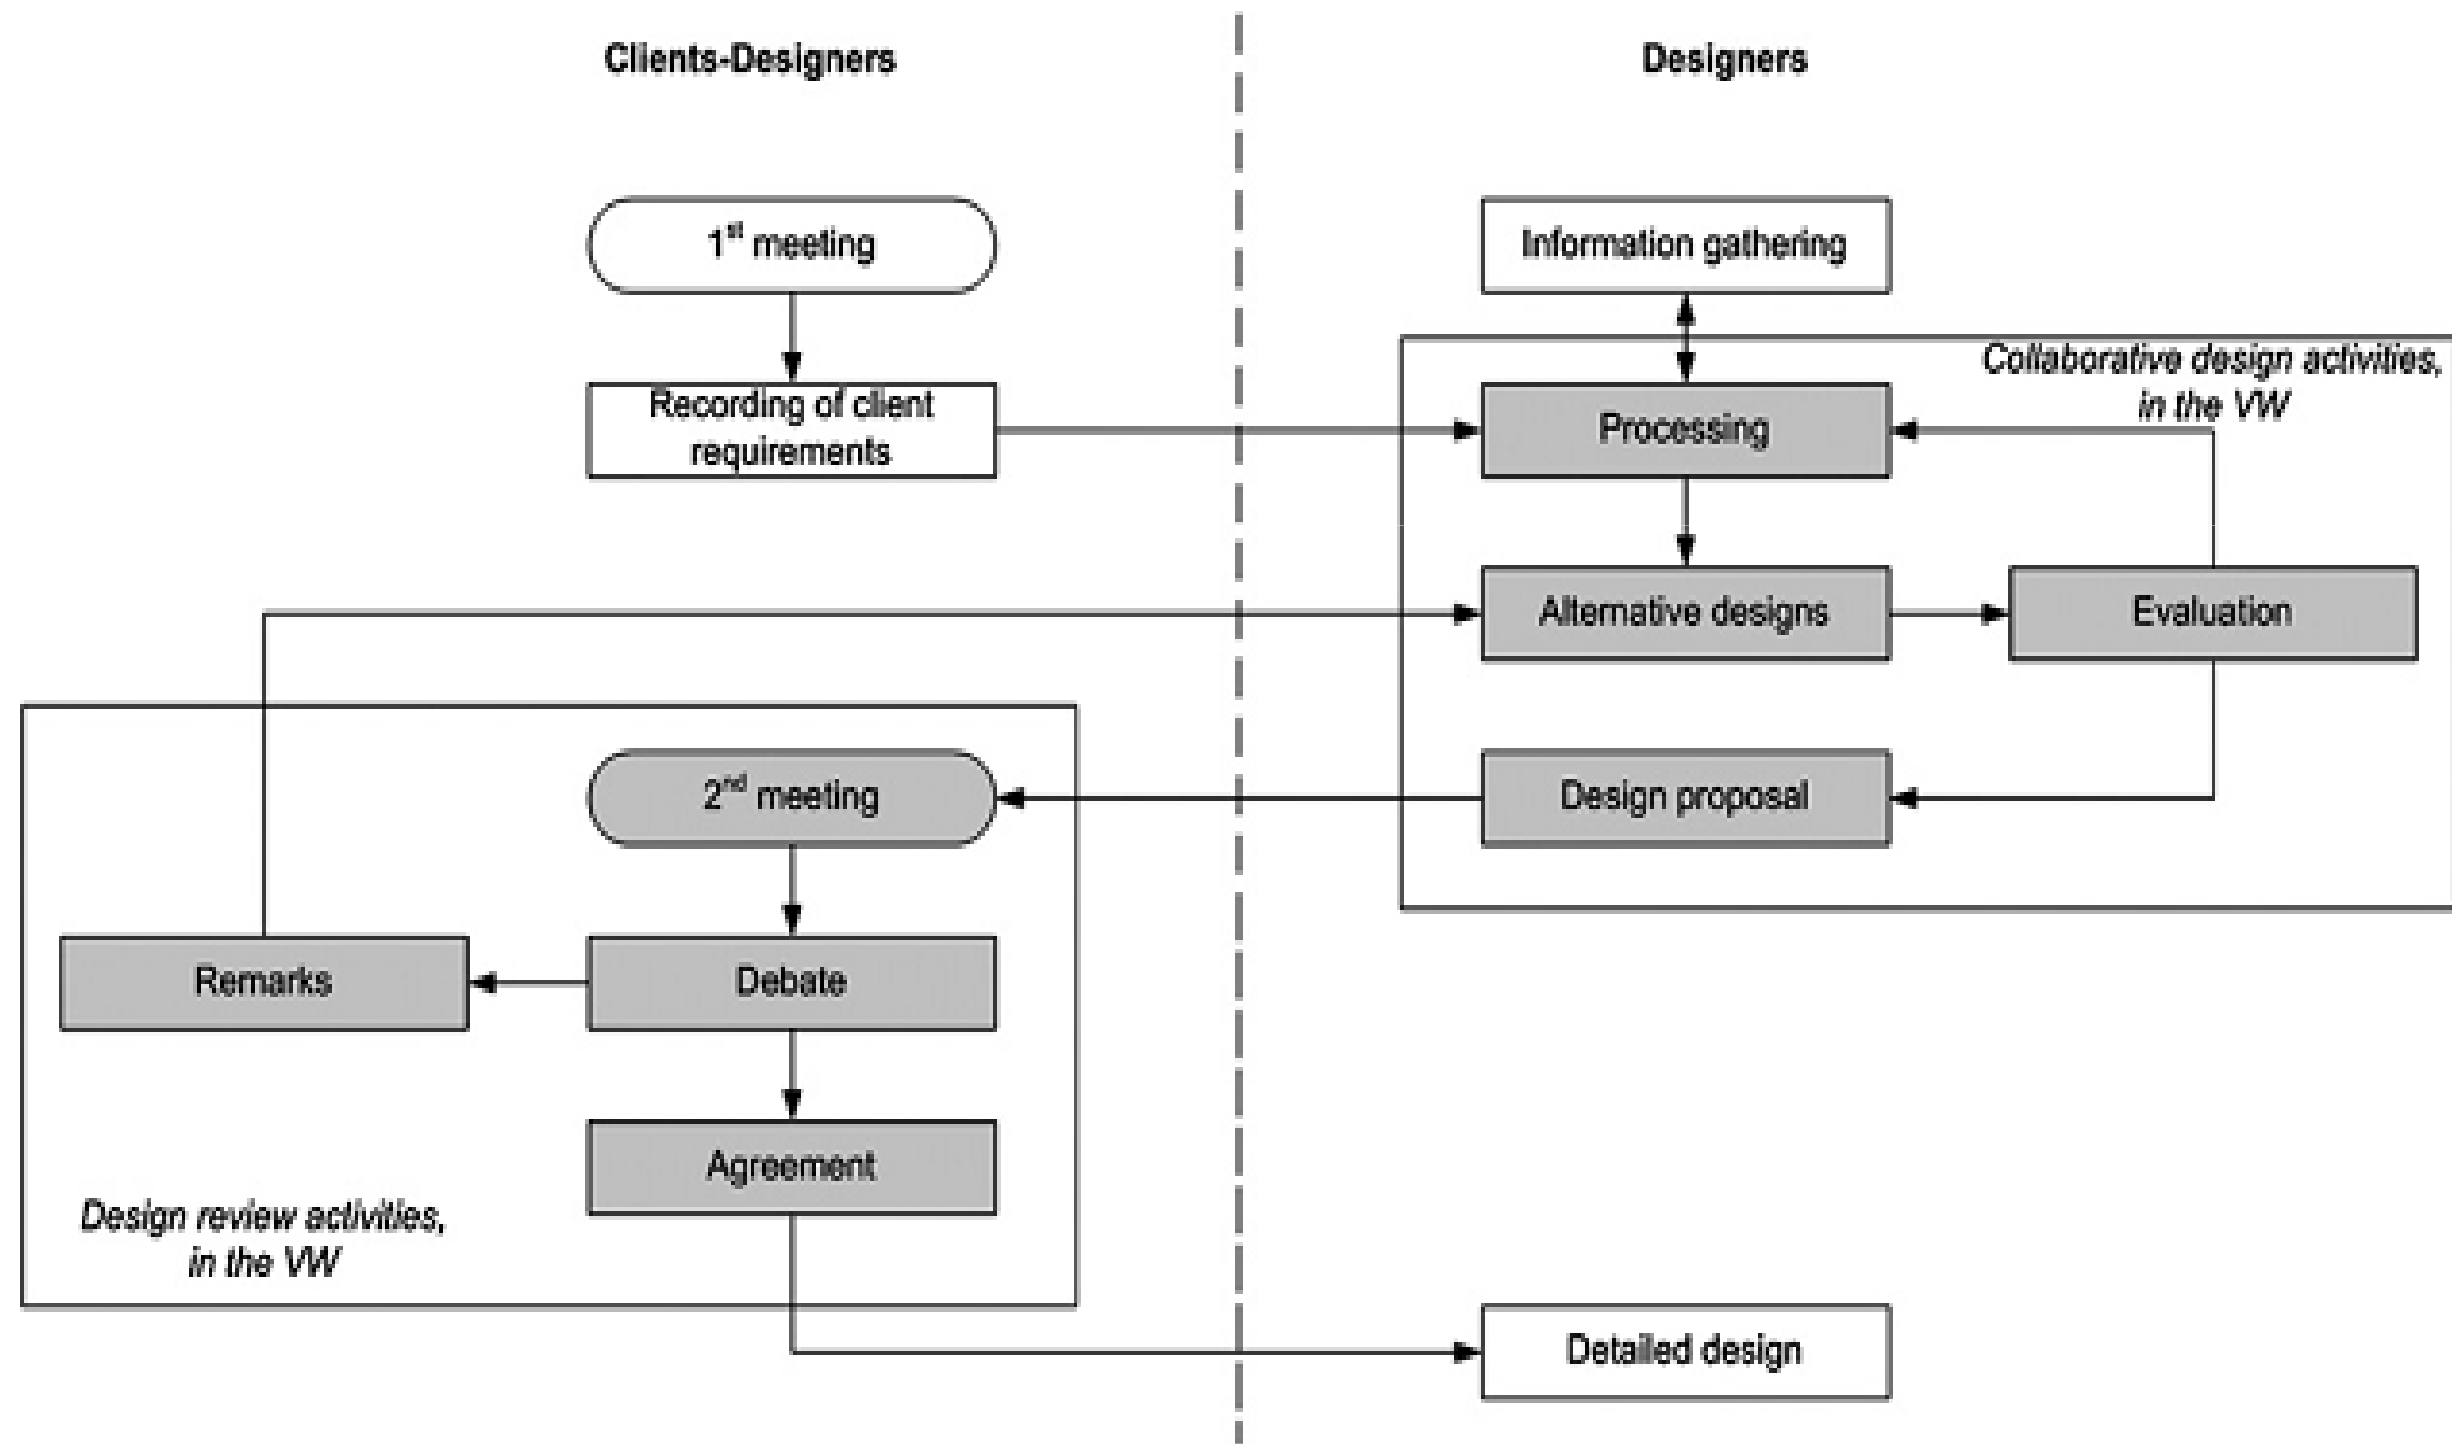 Clients-Designers
Designers
1st meeting
Information gathering
Recording of client
requirements
Collaborative design activities,
in the VW
Processing
Alternative designs
Evaluation
2nd meeting
Design proposal
Remarks
Debate
Agreement
Design review activities,
in the VW
Detailed design